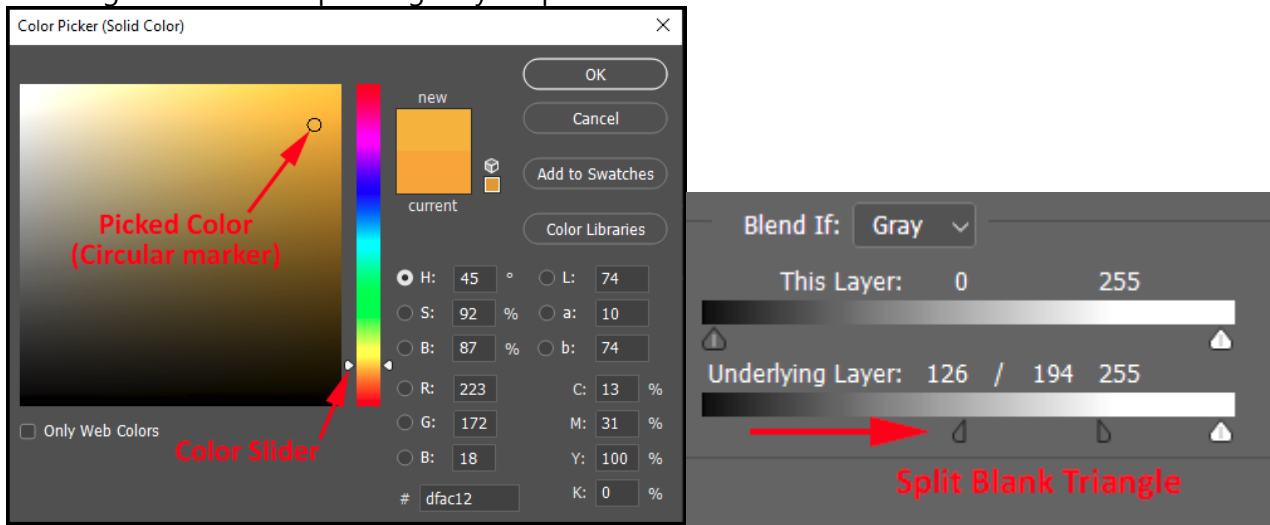 Color Picker (Solid Color)
OK
new
Cancel
Add to Swatches
current
Color Libraries
Picked Color
(Circular marker)
H: 45 ° L: 74
S: 92 % a: 10
B: 87 % b: 74
R: 223 C: 13 %
G: 172 M: 31 %
B: 18 Y: 100 %
# dfac12 K: 0 %
Only Web Colors
Color Slider
Blend If: Gray
This Layer: 0 255
Underlying Layer: 126 / 194 255
Split Blank Triangle